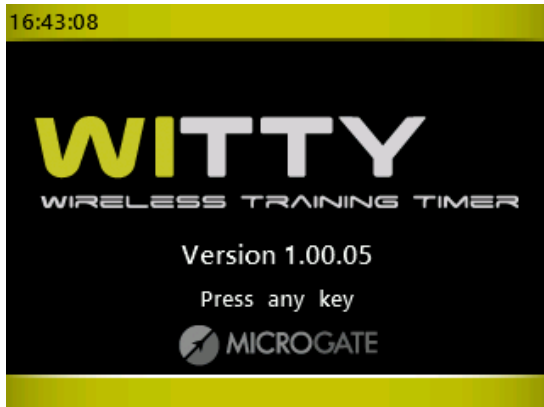 16:43:08
WITTY
WIRELESS TRAINING TIMER
Version 1.00.05
Press any key
MICROGATE